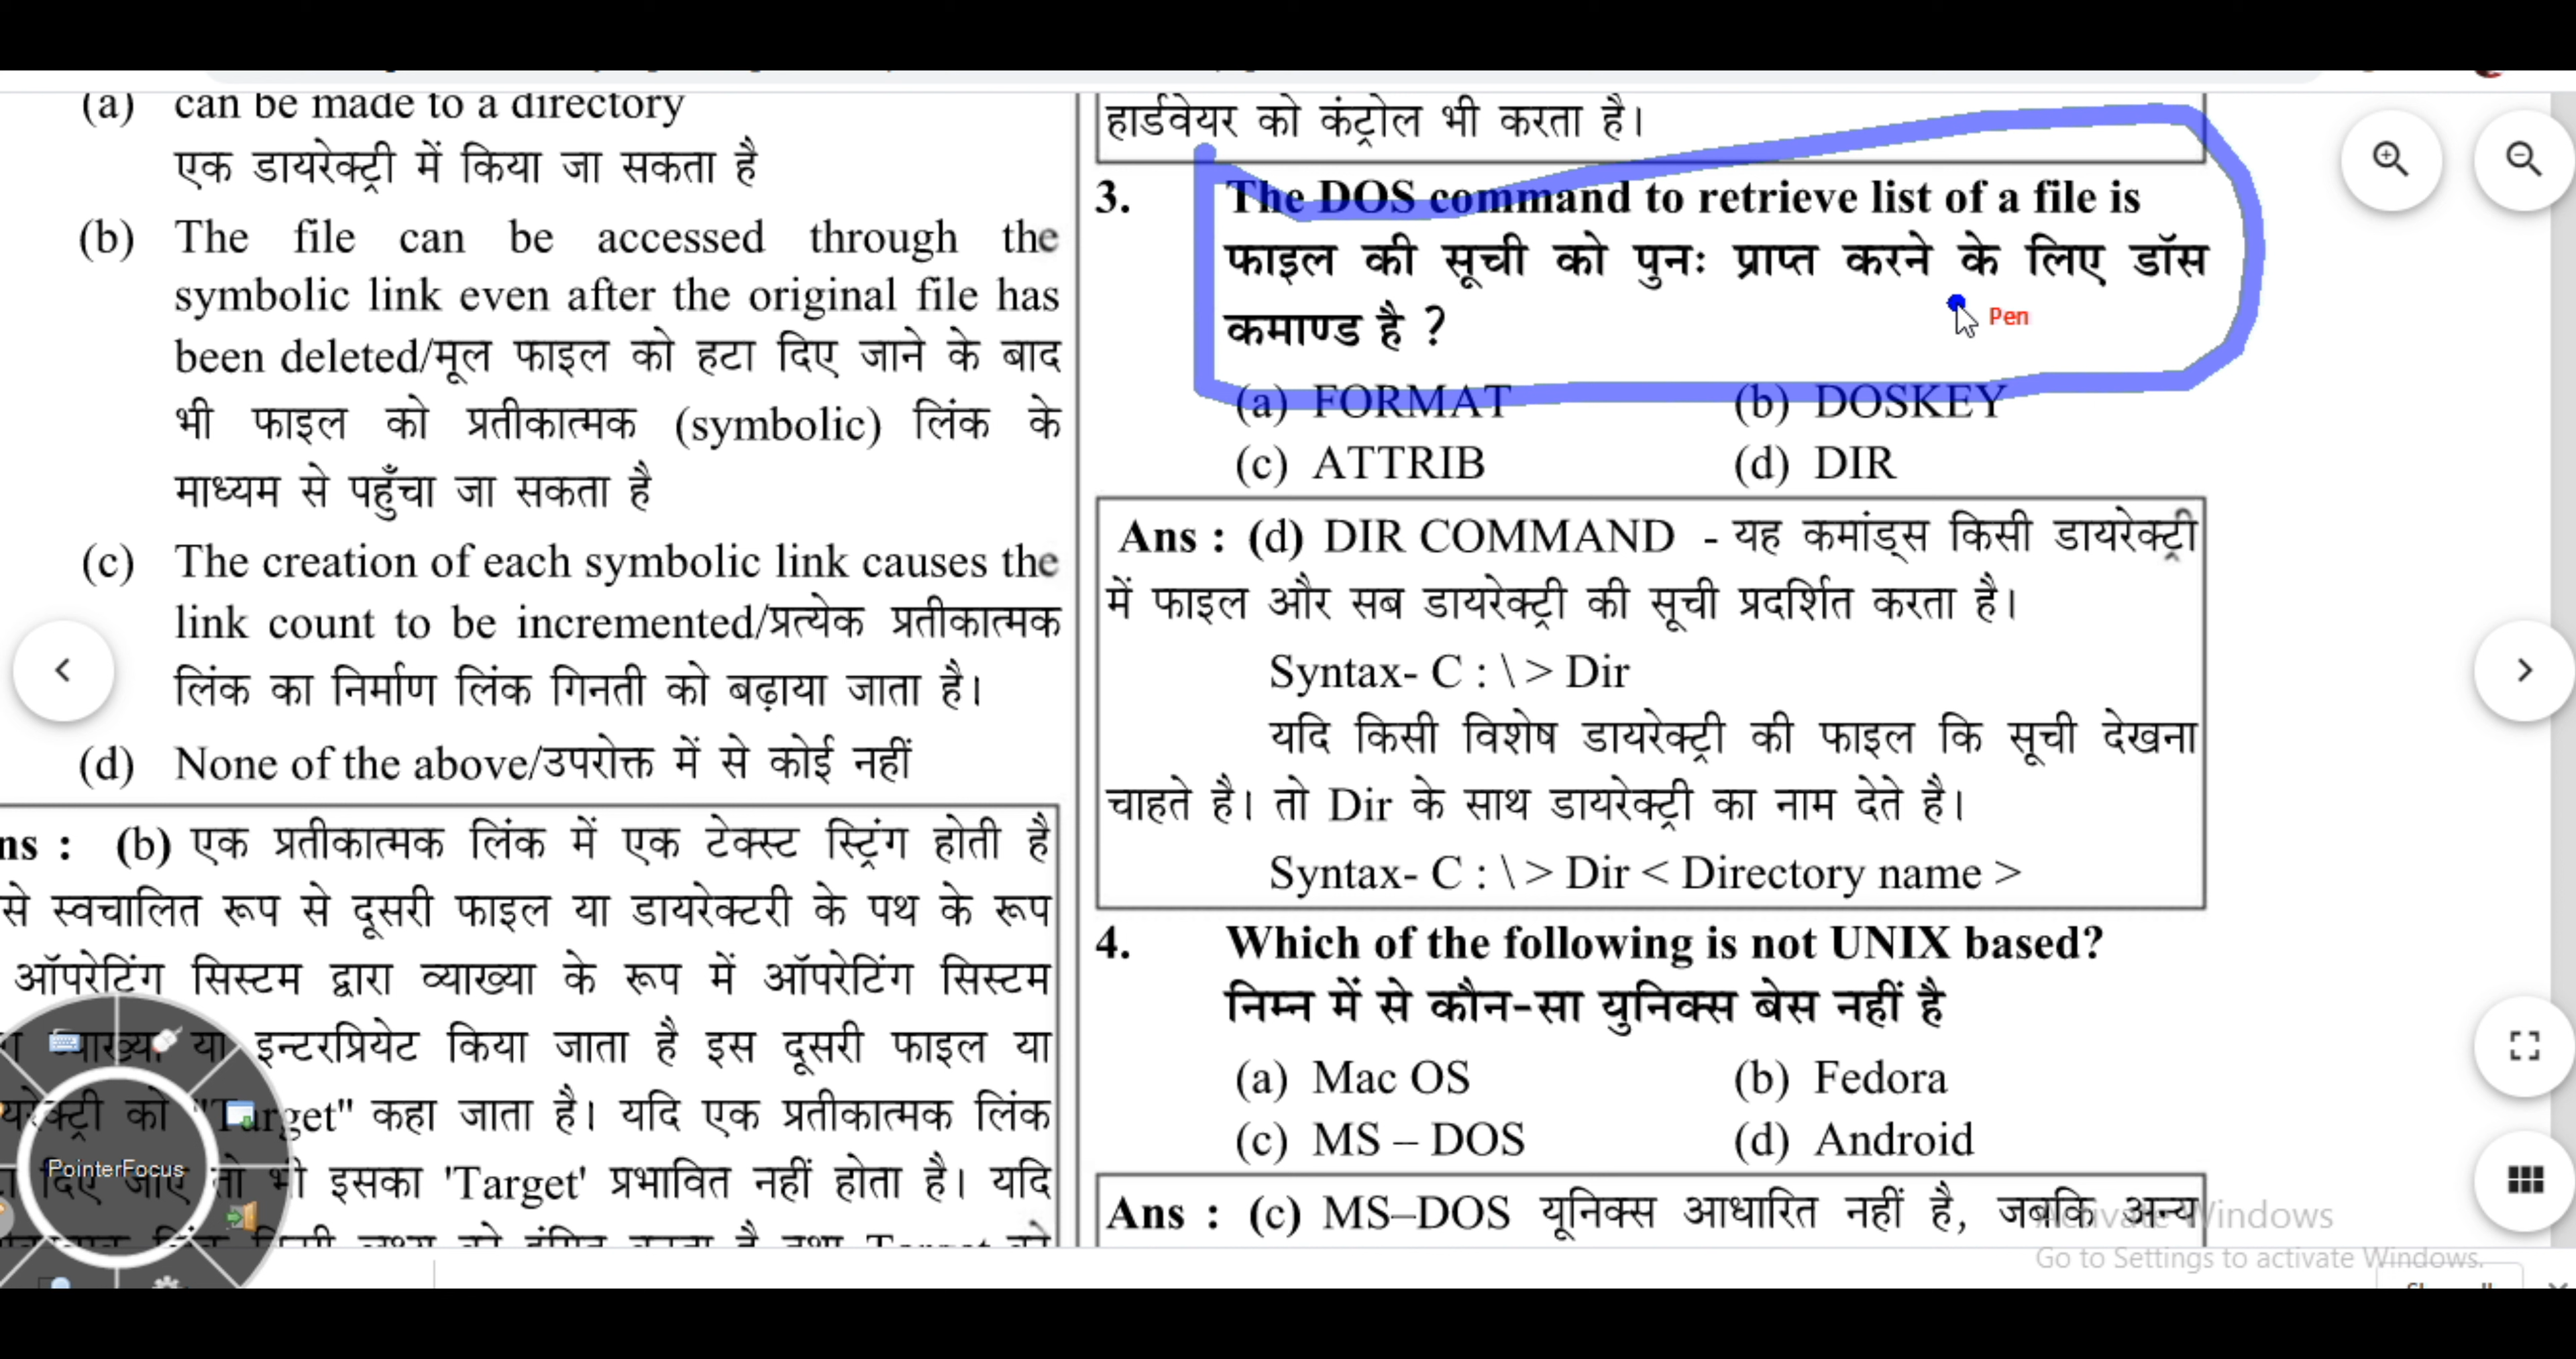 (a) can be made to a directory
एक डायरेक्ट्री में किया जा सकता है
(b) The file can be accessed through the
symbolic link even after the original file has
been deleted/मूल फाइल को हटा दिए जाने के बाद
भी फाइल को प्रतीकात्मक (symbolic) लिंक के
माध्यम से पहुँचा जा सकता है
(c) The creation of each symbolic link causes the
link count to be incremented/प्रत्येक प्रतीकात्मक
लिंक का निर्माण लिंक गिनती को बढ़ाया जाता है।
(d) None of the above/उपरोक्त में से कोई नहीं
ns : (b) एक प्रतीकात्मक लिंक में एक टेक्स्ट स्ट्रिंग होती है
से स्वचालित रूप से दूसरी फाइल या डायरेक्टरी के पथ के रूप
ऑपरेटिंग सिस्टम द्वारा व्याख्या के रूप में ऑपरेटिंग सिस्टम
व्याख्या या इन्टरप्रियेट किया जाता है इस दूसरी फाइल या
यरेक्ट्री को "Target" कहा जाता है। यदि एक प्रतीकात्मक लिंक
दिए जाए तो भी इसका 'Target' प्रभावित नहीं होता है। यदि
PointerFocus
हार्डवेयर को कंट्रोल भी करता है।
3. The DOS command to retrieve list of a file is
फाइल की सूची को पुनः प्राप्त करने के लिए डॉस
कमाण्ड है ?
Pen
(a) FORMAT (b) DOSKEY
(c) ATTRIB (d) DIR
Ans : (d) DIR COMMAND - यह कमांड्स किसी डायरेक्ट्री
में फाइल और सब डायरेक्ट्री की सूची प्रदर्शित करता है।
Syntax- C : \ > Dir
यदि किसी विशेष डायरेक्ट्री की फाइल कि सूची देखना
चाहते है। तो Dir के साथ डायरेक्ट्री का नाम देते है।
Syntax- C : \ > Dir < Directory name >
4. Which of the following is not UNIX based?
निम्न में से कौन-सा युनिक्स बेस नहीं है
(a) Mac OS (b) Fedora
(c) MS – DOS (d) Android
Ans : (c) MS–DOS यूनिक्स आधारित नहीं है, जबकि अन्य
Activate Windows
Go to Settings to activate Windows.